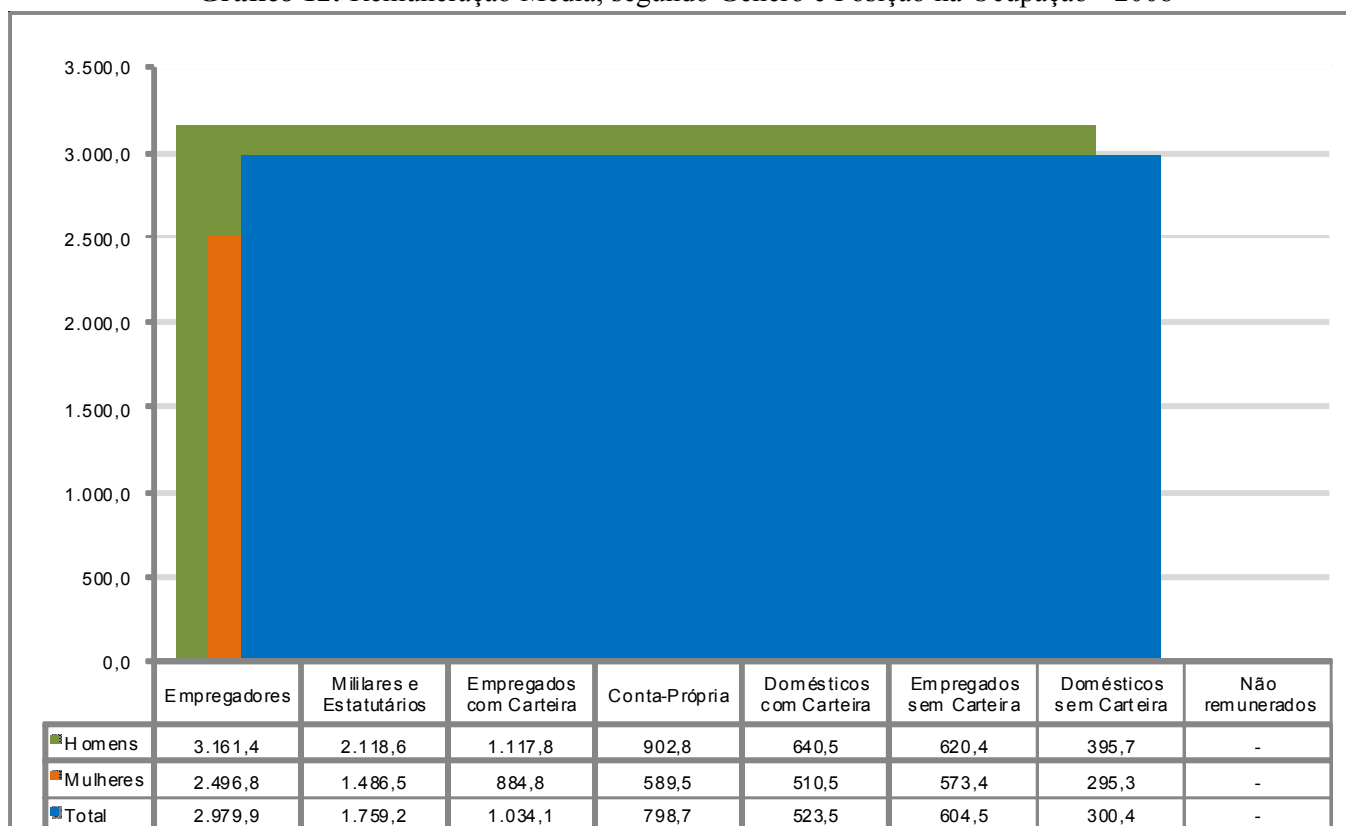 3.500,0
3.000,0
2.500,0
2.000,0
1.500,0
1.000,0
500,0
0,0
Empregadores Mililares e Estatutários Empregados com Carteira Conta-Própria Domésticos com Carteira Empregados sem Carteira Domésticos sem Carteira Não remunerados
Homens 3.161,4 2.118,6 1.117,8 902,8 640,5 620,4 395,7 -
Mulheres 2.496,8 1.486,5 884,8 589,5 510,5 573,4 295,3 -
Total 2.979,9 1.759,2 1.034,1 798,7 523,5 604,5 300,4 -